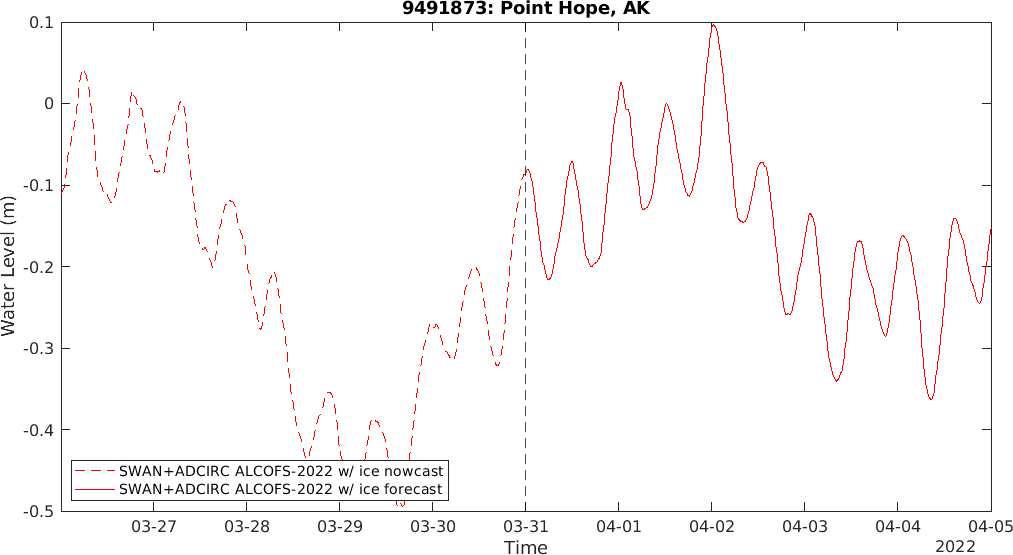 9491873: Point Hope, AK
0.1
0
-0.1
-0.2
-0.3
-0.4
-0.5
Water Level (m)
SWAN+ADCIRC ALCOFS-2022 w/ ice nowcast
SWAN+ADCIRC ALCOFS-2022 w/ ice forecast
03-27 03-28 03-29 03-30 03-31 04-01 04-02 04-03 04-04 04-05
Time
2022